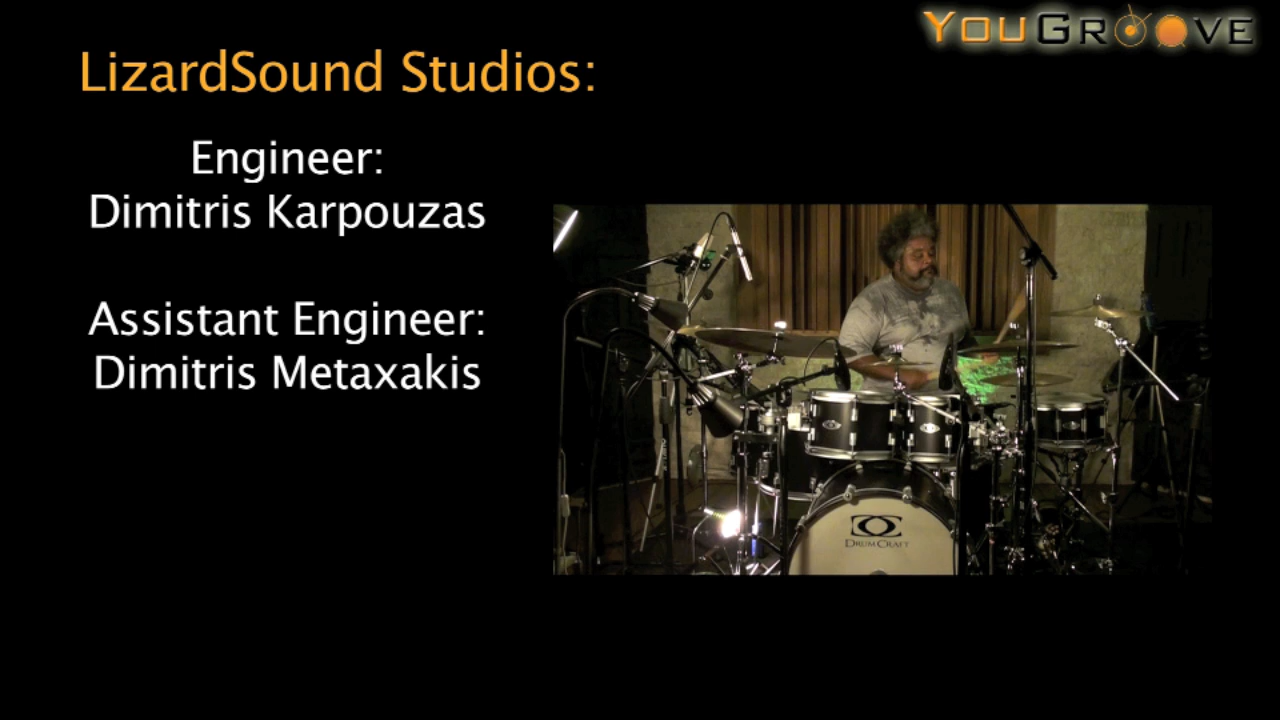 YouGroove
LizardSound Studios:
Engineer:
Dimitris Karpouzas
Assistant Engineer:
Dimitris Metaxakis
DrumCraft